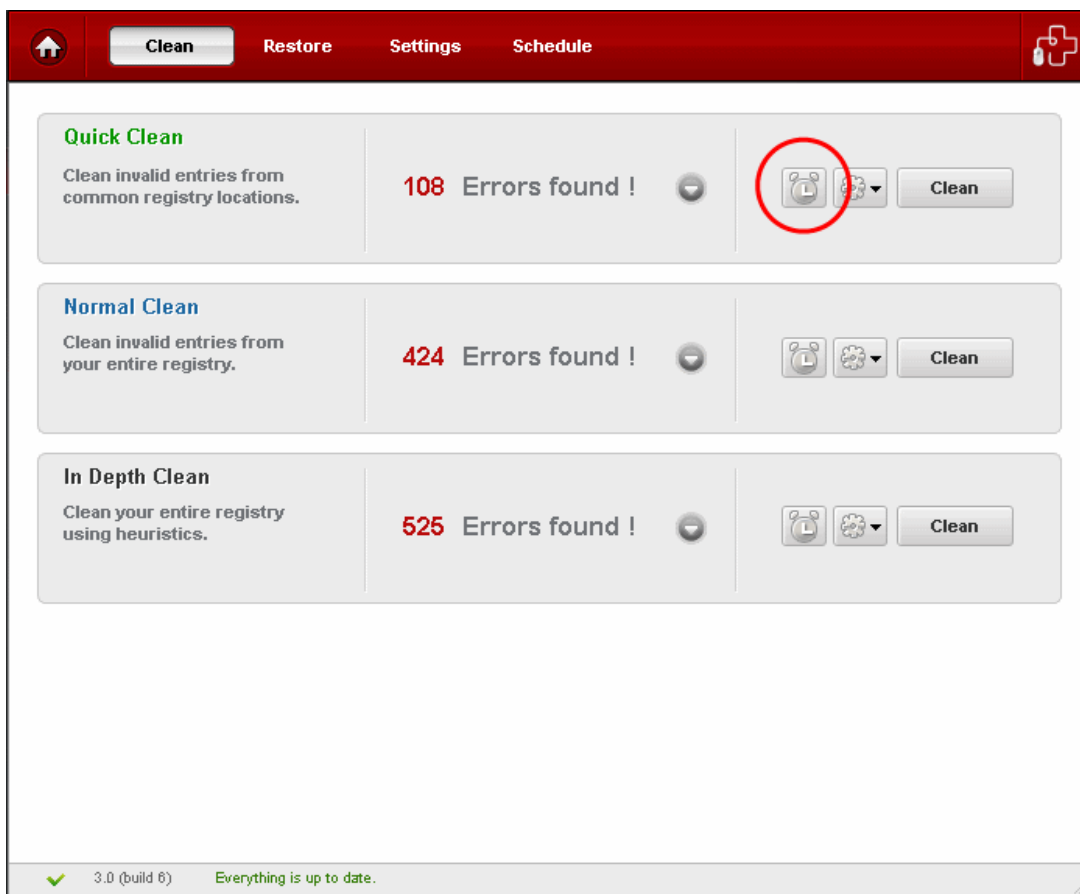 Clean Restore Settings Schedule
Quick Clean
Clean invalid entries from
common registry locations.
108 Errors found !
Clean
Normal Clean
Clean invalid entries from
your entire registry.
424 Errors found !
Clean
In Depth Clean
Clean your entire registry
using heuristics.
525 Errors found !
Clean
3.0 (build 6) Everything is up to date.